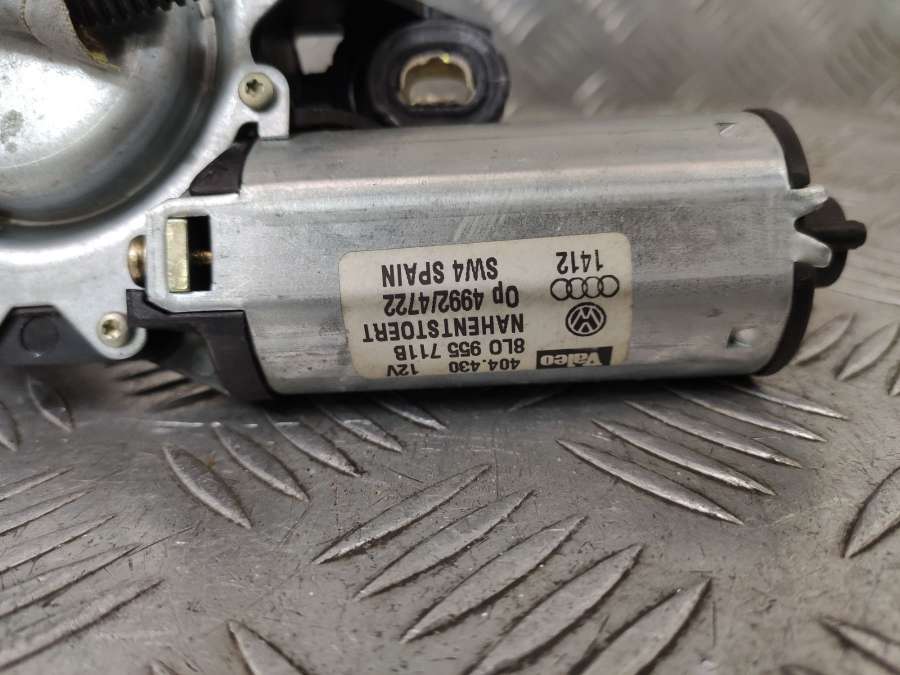 Valeo
404.430 12V
8L0 955 711B
NAHENTSTOERT
Op 4992/4722
SW4 SPAIN
1412